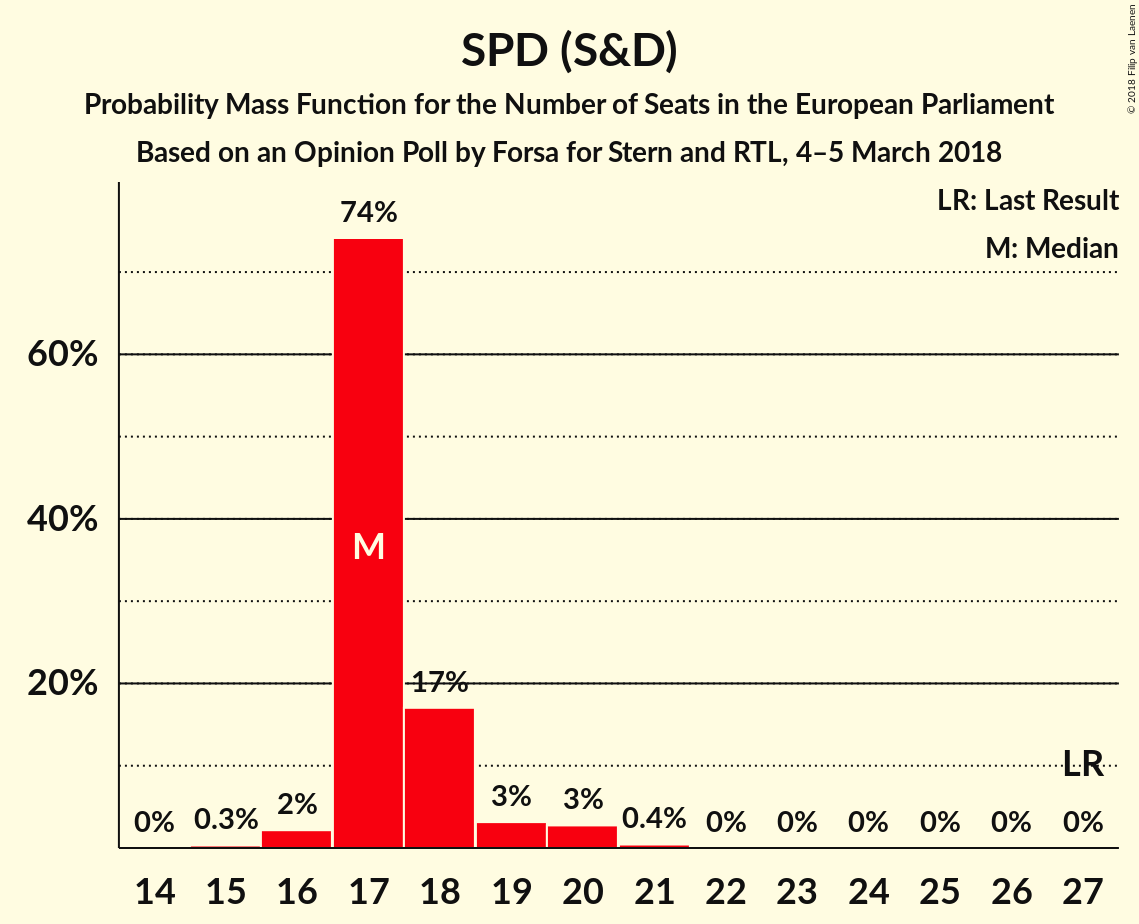 SPD (S&D)
Probability Mass Function for the Number of Seats in the European Parliament
Based on an Opinion Poll by Forsa for Stern and RTL, 4–5 March 2018
© 2018 Filip van Laenen
LR: Last Result
M: Median
74%
60%
40%
M
20%
17%
LR
0% 0.3% 2% 3% 3% 0.4% 0% 0% 0% 0% 0% 0%
14 15 16 17 18 19 20 21 22 23 24 25 26 27